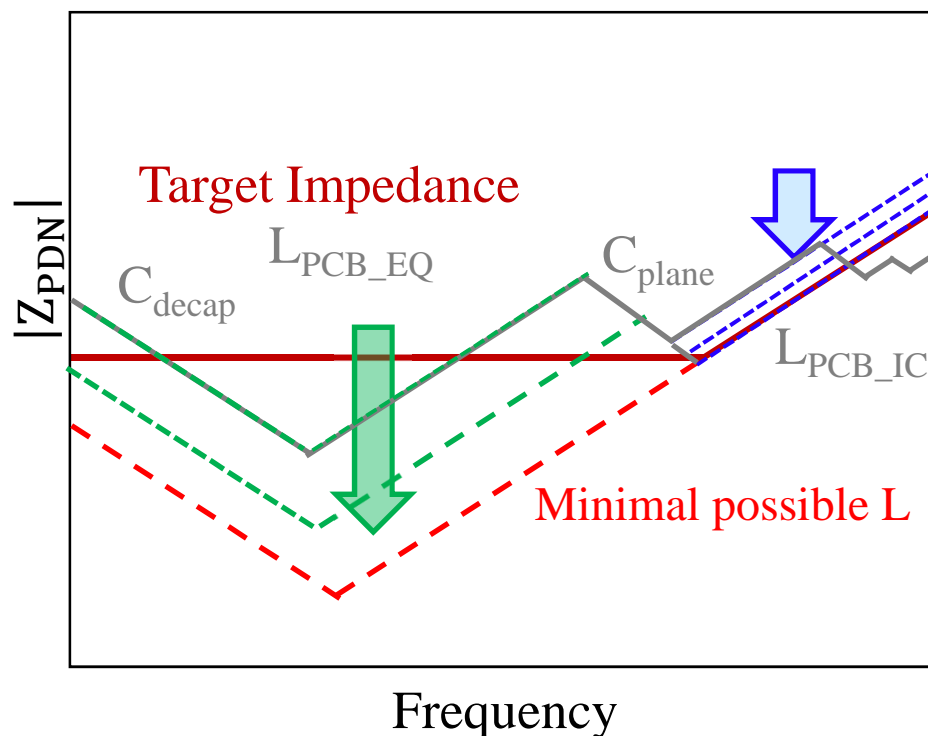 Target Impedance
L_PCB_EQ
C_plane
C_decap
|Z_PDN|
L_PCB_IC
Minimal possible L
Frequency